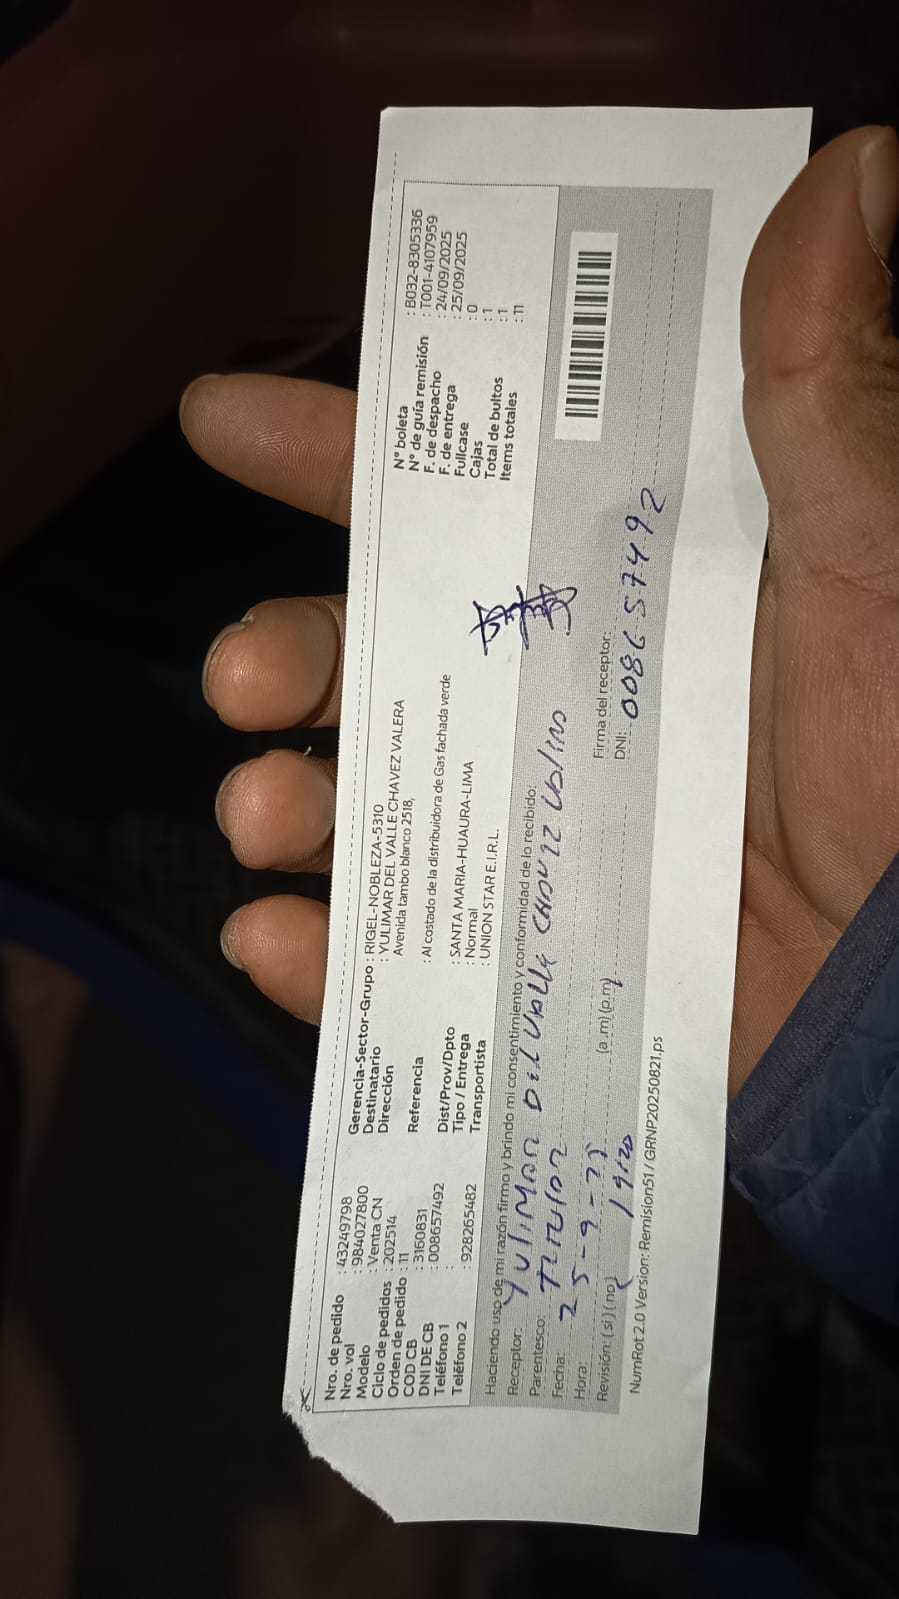 Nro. de pedido : 43249798
Nro. vol : 984027800
Modelo : Venta CN
Ciclo de pedidos : 202514
Orden de pedido : 11
COD CB : 3160831
DNI DE CB : 008657492
Teléfono 1 :
Teléfono 2 : 928265482
Gerencia-Sector-Grupo : RIGEL-NOBLEZA-5310
Destinatario : YULIMAR DEL VALLE CHAVEZ VALERA
Dirección Avenida tambo blanco 2518,
Referencia : Al costado de la distribuidora de Gas fachada verde
Dist/Prov/Dpto : SANTA MARIA-HUAURA-LIMA
Tipo / Entrega : Normal
Transportista : UNION STAR E.I.R.L.
N° boleta : B032-8305336
N° de guía remisión : T001-4107959
F. de despacho : 24/09/2025
F. de entrega : 25/09/2025
Fullcase : 0
Cajas : 1
Total de bultos : 1
Items totales : 11
Haciendo uso de mi razón firmo y brindo mi consentimiento y conformidad de lo recibido:
Receptor: YULIMAR DEL VALLE CHAVEZ
Parentesco:
Fecha: 25-9-25
Hora: (a.m)(p.m)
Revisión: (si) (no)
Firma del receptor:
DNI: 008657492
NumRot 2.0 Version: Remision51 / GRNP20250821.ps